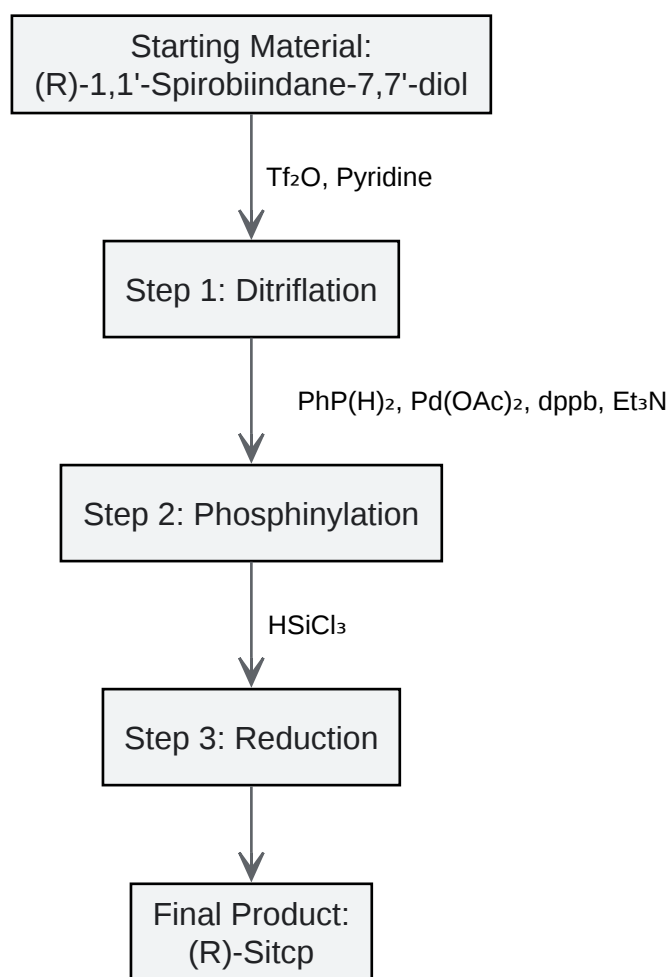 Starting Material:
(R)-1,1'-Spirobiindane-7,7'-diol
Tf₂O, Pyridine
Step 1: Ditriflation
PhP(H)₂, Pd(OAc)₂, dppb, Et₃N
Step 2: Phosphinylation
HSiCl₃
Step 3: Reduction
Final Product:
(R)-Sitcp